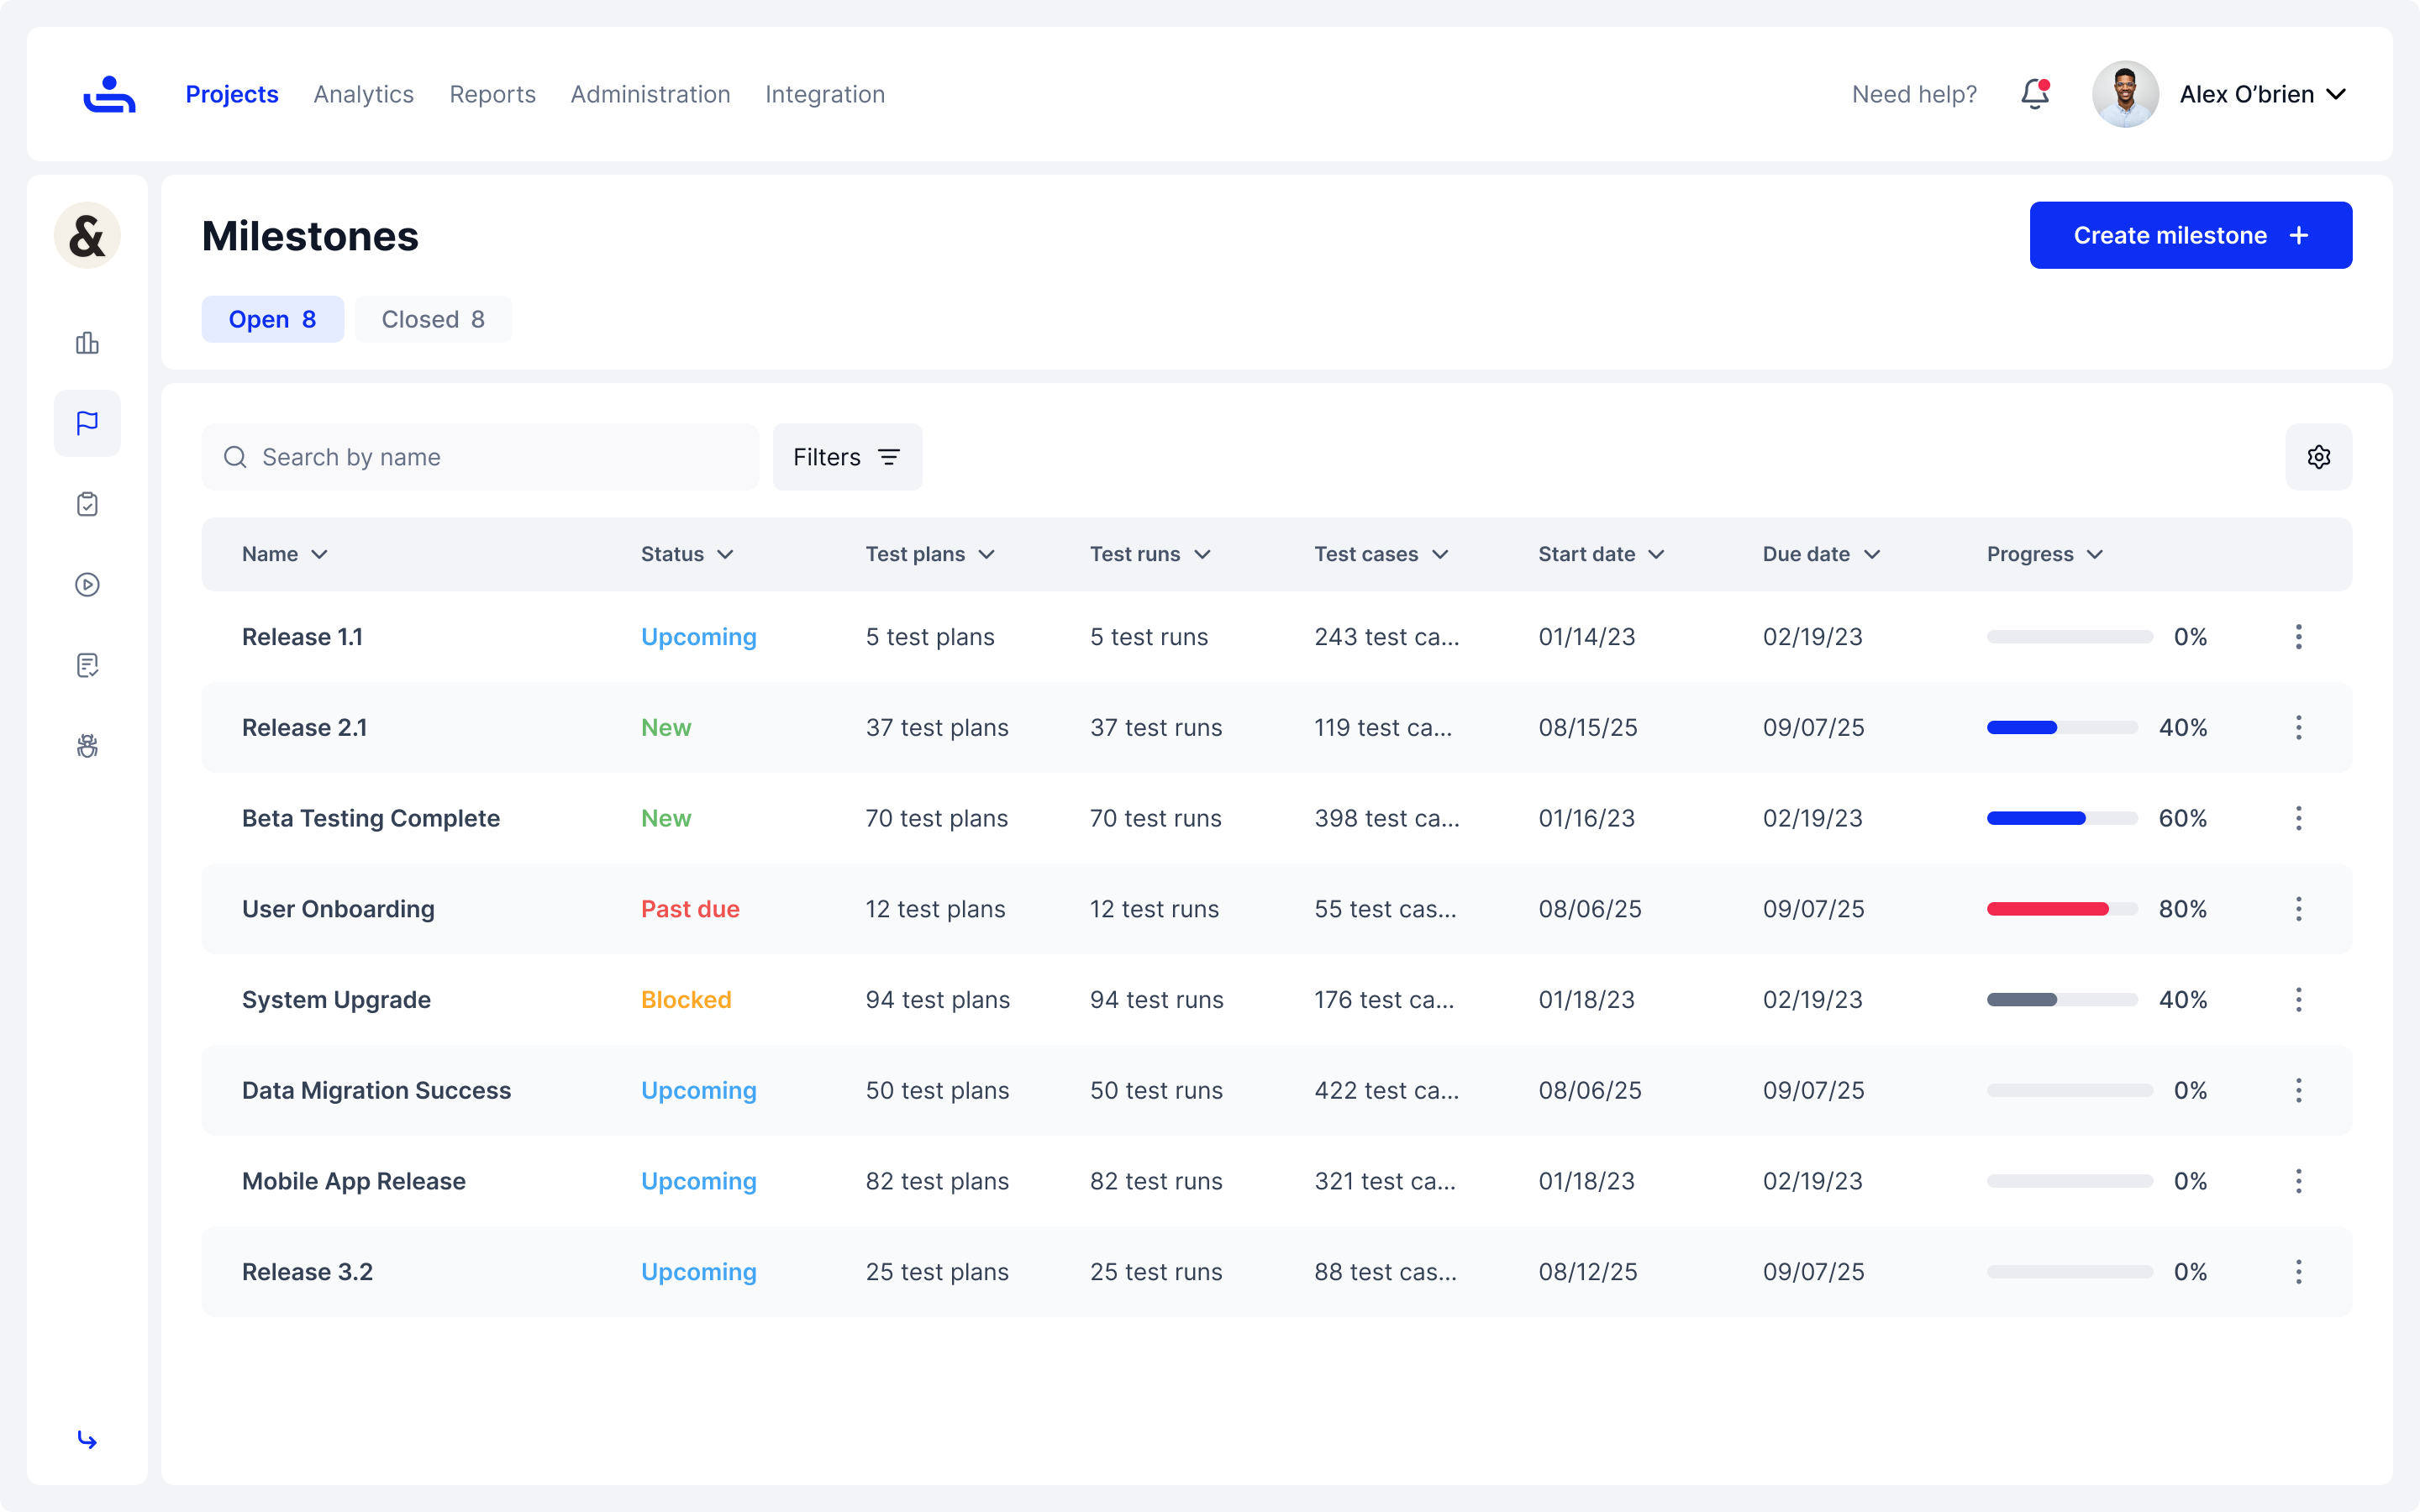 Projects Analytics Reports Administration Integration Need help? Alex O’brien
&
Milestones Create milestone +
Open 8 Closed 8
Search by name Filters
Name Status Test plans Test runs Test cases Start date Due date Progress
Release 1.1 Upcoming 5 test plans 5 test runs 243 test ca... 01/14/23 02/19/23 0%
Release 2.1 New 37 test plans 37 test runs 119 test ca... 08/15/25 09/07/25 40%
Beta Testing Complete New 70 test plans 70 test runs 398 test ca... 01/16/23 02/19/23 60%
User Onboarding Past due 12 test plans 12 test runs 55 test cas... 08/06/25 09/07/25 80%
System Upgrade Blocked 94 test plans 94 test runs 176 test ca... 01/18/23 02/19/23 40%
Data Migration Success Upcoming 50 test plans 50 test runs 422 test ca... 08/06/25 09/07/25 0%
Mobile App Release Upcoming 82 test plans 82 test runs 321 test ca... 01/18/23 02/19/23 0%
Release 3.2 Upcoming 25 test plans 25 test runs 88 test cas... 08/12/25 09/07/25 0%